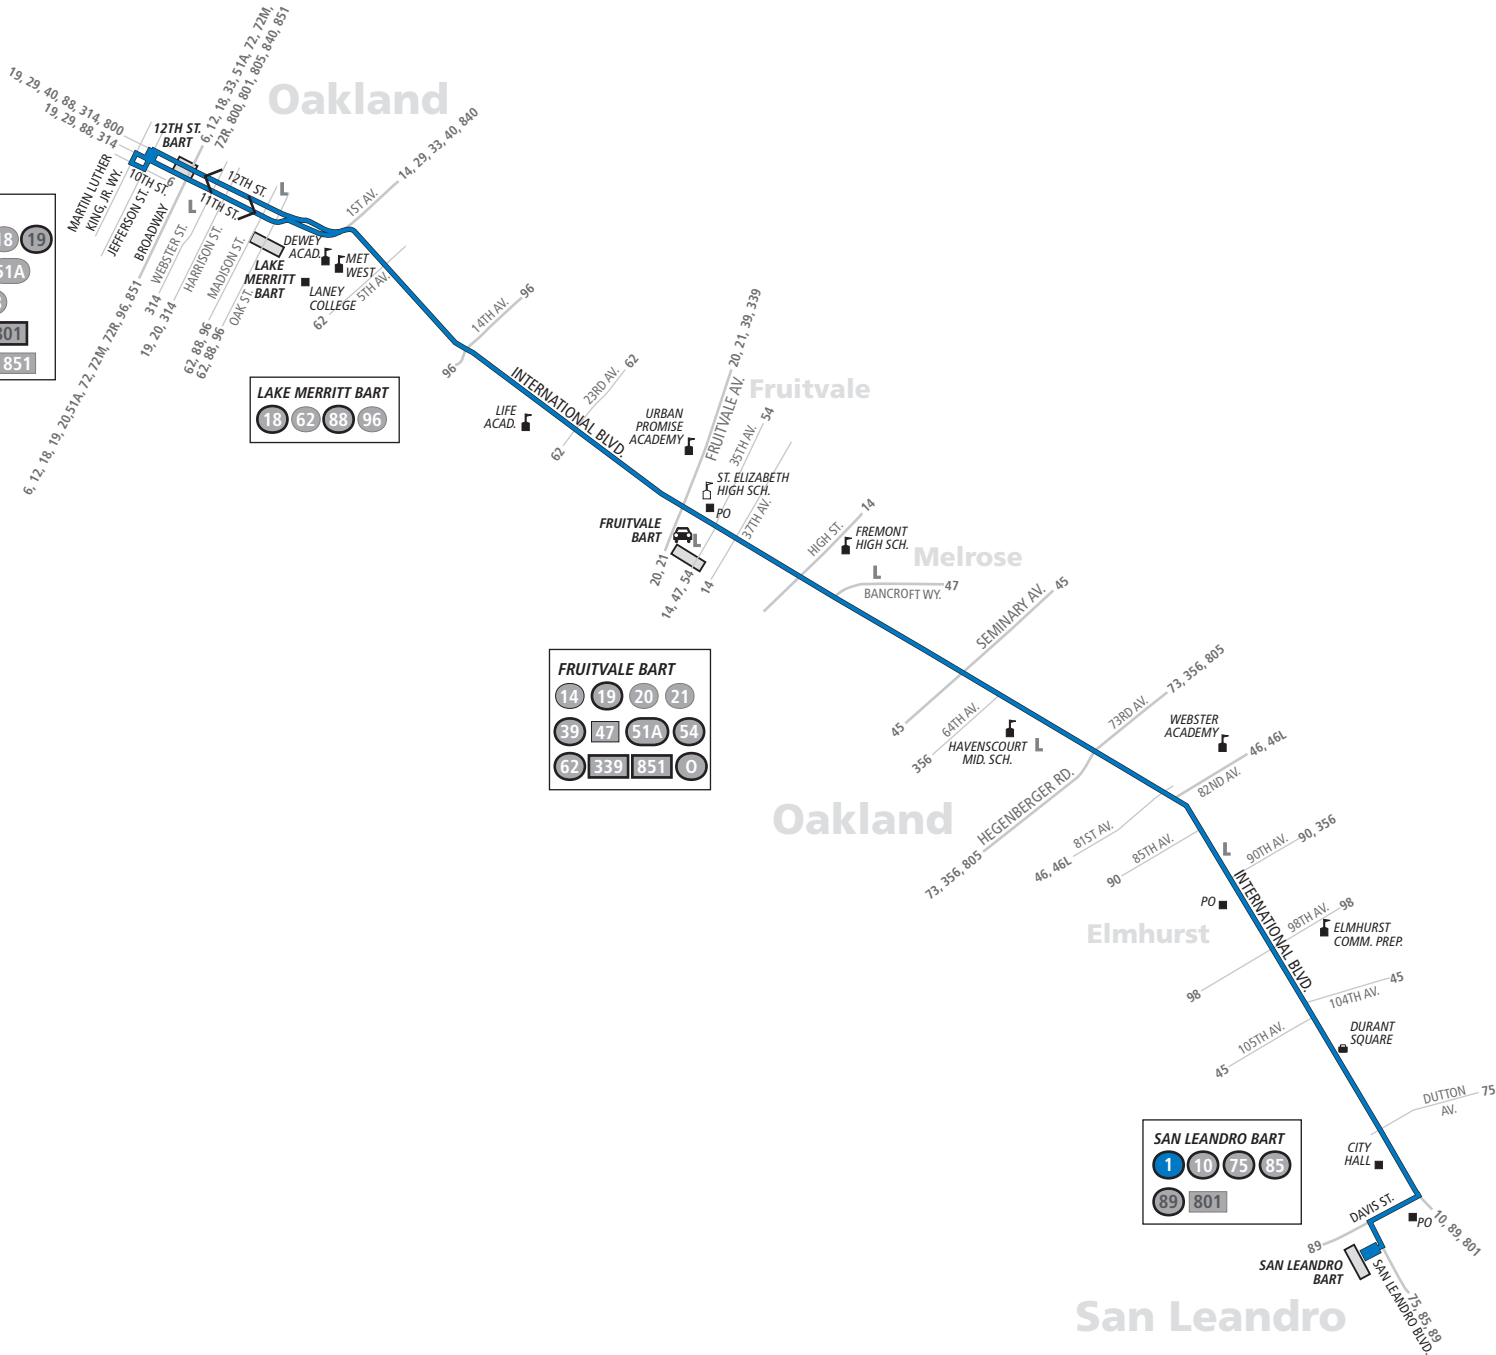 Oakland
19, 29, 40, 88, 314, 800
19, 29, 88, 314
6, 12, 18, 33, 51A, 72, 72M,
72R, 800, 801, 805, 840, 851
12TH ST.
BART
MARTIN LUTHER
KING, JR. WY.
10TH ST.
6
JEFFERSON ST.
BROADWAY
12TH ST.
11TH ST.
L
L
WEBSTER ST.
HARRISON ST.
MADISON ST.
OAK ST.
6, 12, 18, 19, 20,51A, 72, 72M, 72R, 96, 851
314
19, 20, 314
62, 88, 96
62, 88, 96
LAKE
MERRITT
BART
DEWEY
ACAD.
MET
WEST
LANEY
COLLEGE
1ST AV.
14, 29, 33, 40, 840
5TH AV.
62
19
51A
801
851
LAKE MERRITT BART
18 62 88 96
14TH AV.
96
96
INTERNATIONAL BLVD.
LIFE
ACAD.
23RD AV.
62
62
URBAN
PROMISE
ACADEMY
FRUITVALE AV.
20, 21, 39, 339
Fruitvale
35TH AV.
54
ST. ELIZABETH
HIGH SCH.
PO
37TH AV.
FRUITVALE
BART
L
20, 21
14, 47, 54
14
HIGH ST.
14
FREMONT
HIGH SCH.
Melrose
L
BANCROFT WY.
47
FRUITVALE BART
14 19 20 21
39 47 51A 54
62 339 851 O
SEMINARY AV.
45
45
64TH AV.
356
HAVENSCOURT
MID. SCH.
L
73RD AV.
73, 356, 805
HEGENBERGER RD.
73, 356, 805
WEBSTER
ACADEMY
46, 46L
82ND AV.
Oakland
81ST AV.
46, 46L
85TH AV.
90
L
90TH AV.
90, 356
PO
INTERNATIONAL BLVD.
Elmhurst
98TH AV.
98
98
ELMHURST
COMM. PREP.
104TH AV.
45
105TH AV.
45
DURANT
SQUARE
DUTTON
AV.
75
CITY
HALL
SAN LEANDRO BART
1 10 75 85
89 801
DAVIS ST.
PO
10, 89, 801
89
SAN LEANDRO
BART
SAN LEANDRO BLVD.
75, 85, 89
San Leandro